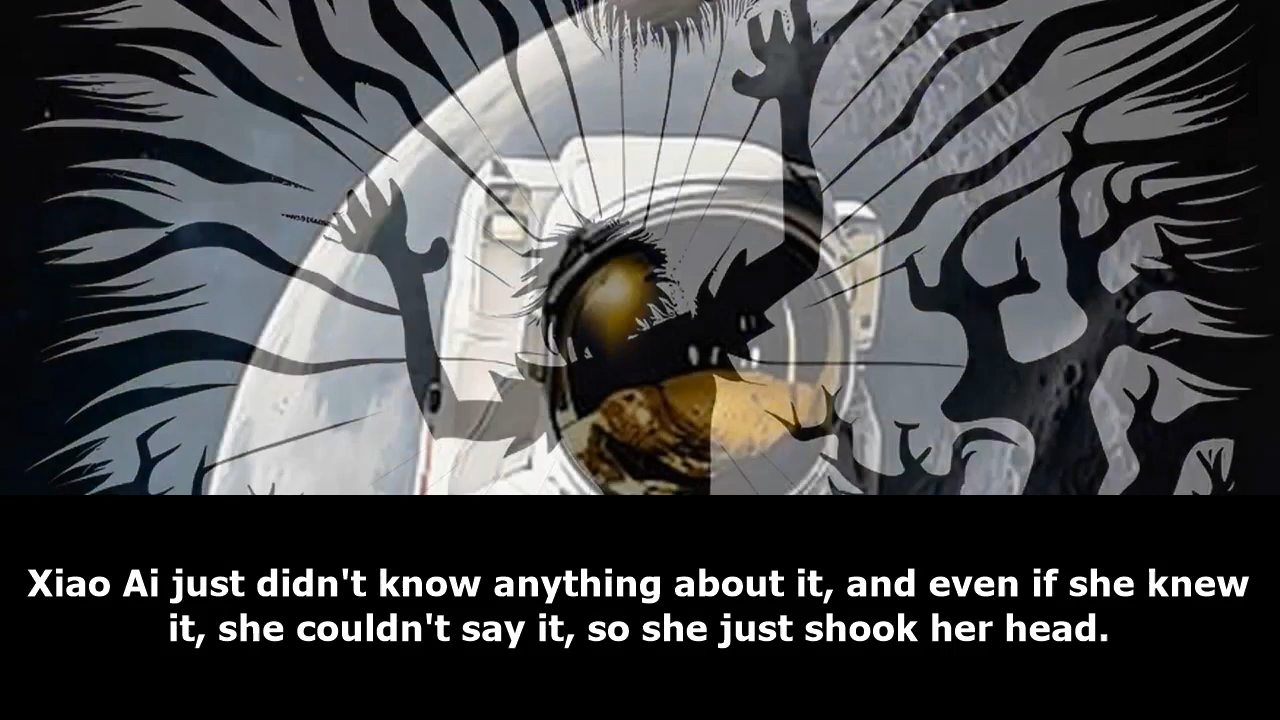 Xiao Ai just didn't know anything about it, and even if she knew
it, she couldn't say it, so she just shook her head.